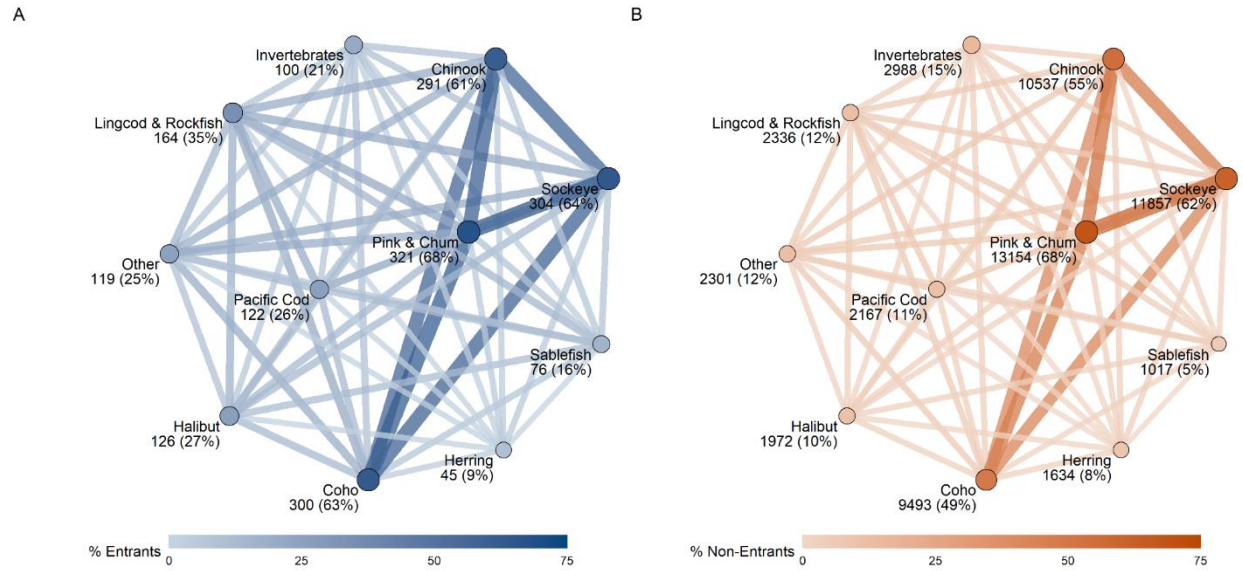 A
Invertebrates
100 (21%)
Chinook
291 (61%)
Lingcod & Rockfish
164 (35%)
Sockeye
304 (64%)
Pink & Chum
321 (68%)
Other
119 (25%)
Pacific Cod
122 (26%)
Sablefish
76 (16%)
Halibut
126 (27%)
Herring
45 (9%)
Coho
300 (63%)
% Entrants
0 25 50 75
B
Invertebrates
2988 (15%)
Chinook
10537 (55%)
Lingcod & Rockfish
2336 (12%)
Sockeye
11857 (62%)
Pink & Chum
13154 (68%)
Other
2301 (12%)
Pacific Cod
2167 (11%)
Sablefish
1017 (5%)
Halibut
1972 (10%)
Herring
1634 (8%)
Coho
9493 (49%)
% Non-Entrants
0 25 50 75